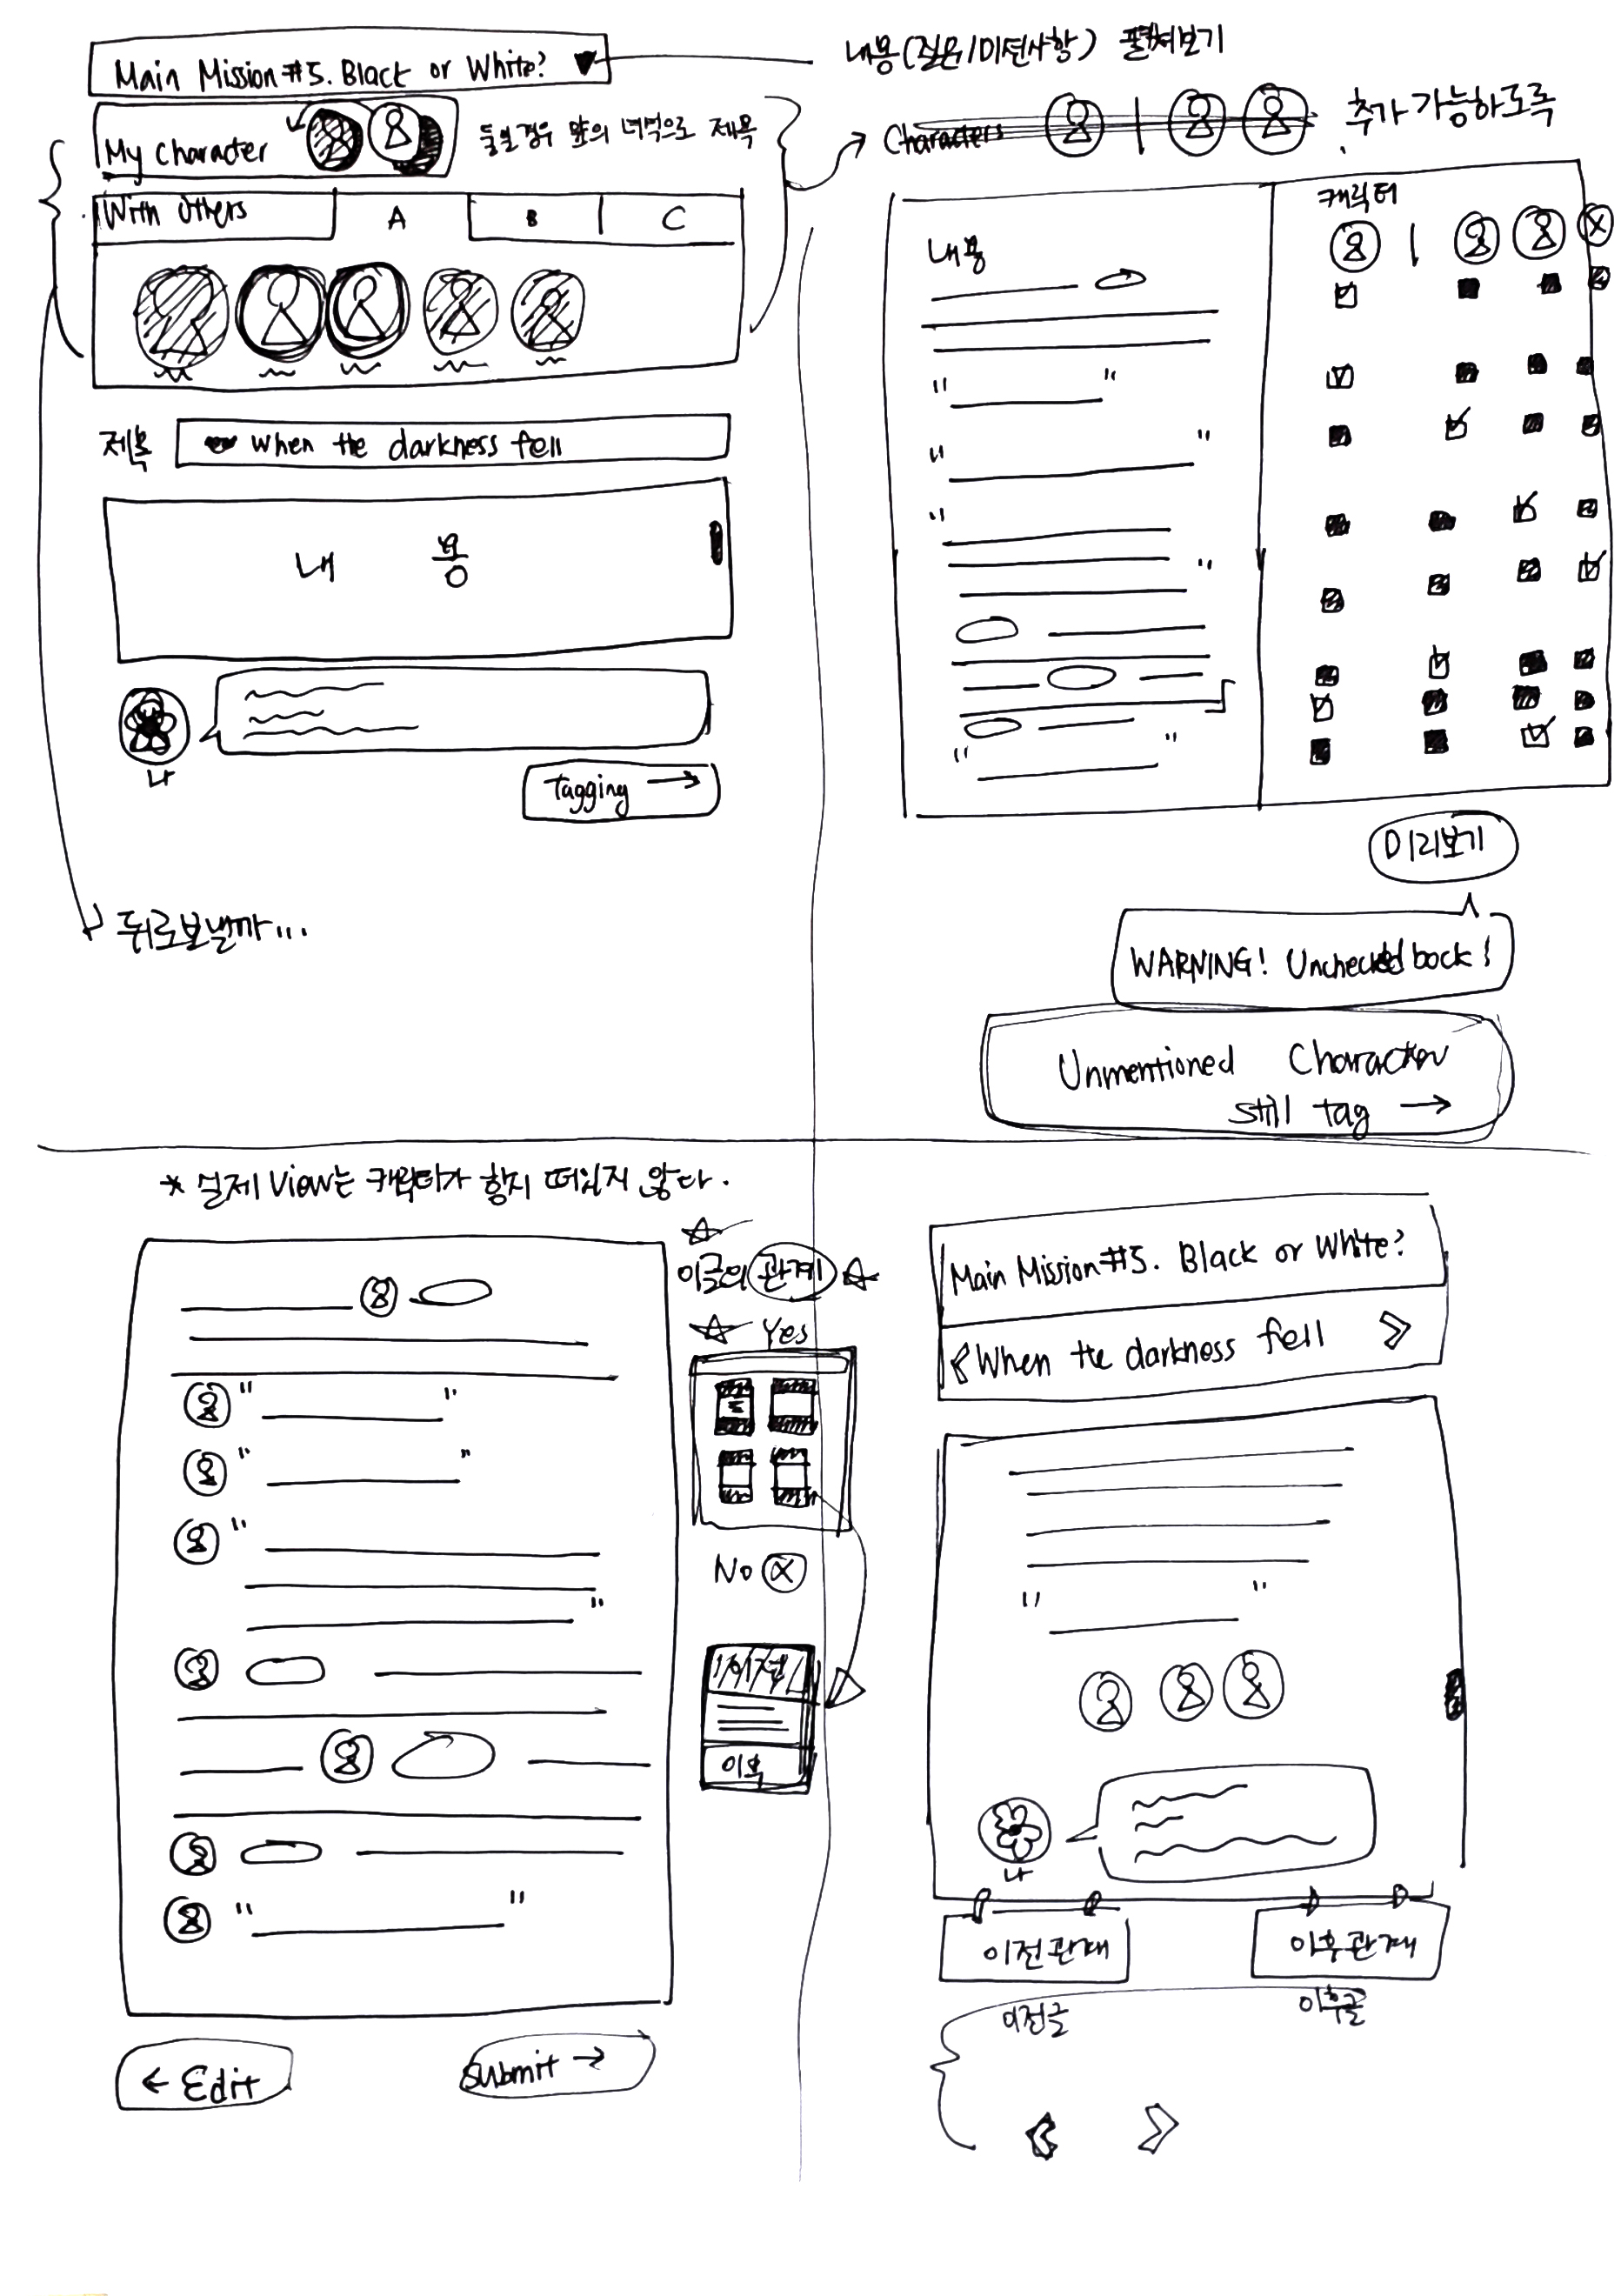 Main Mission #5. Black or White?
내용(질문/미션사항) 펼쳐보기
My Character
둘일 경우 앞의 녀석으로 제목
Characters
추가 가능하도록
With Others
A
B
C
제목
When the darkness fell
내용
나
Tagging →
뒤로보낼까...
내용
캐릭터
" "
"
"
"
"
" "
미리보기
WARNING! Unchecked bock!
Unmentioned Character
still tag →
* 실제 View는 캐릭터가 항시 떠있지 않다.
이글의 관계
Yes
No
이전
이후
" "
" "
"
"
" "
← Edit
Submit →
Main Mission #5. Black or White?
When the darkness fell
" "
나
이전관계
이후관계
이전글
이후글